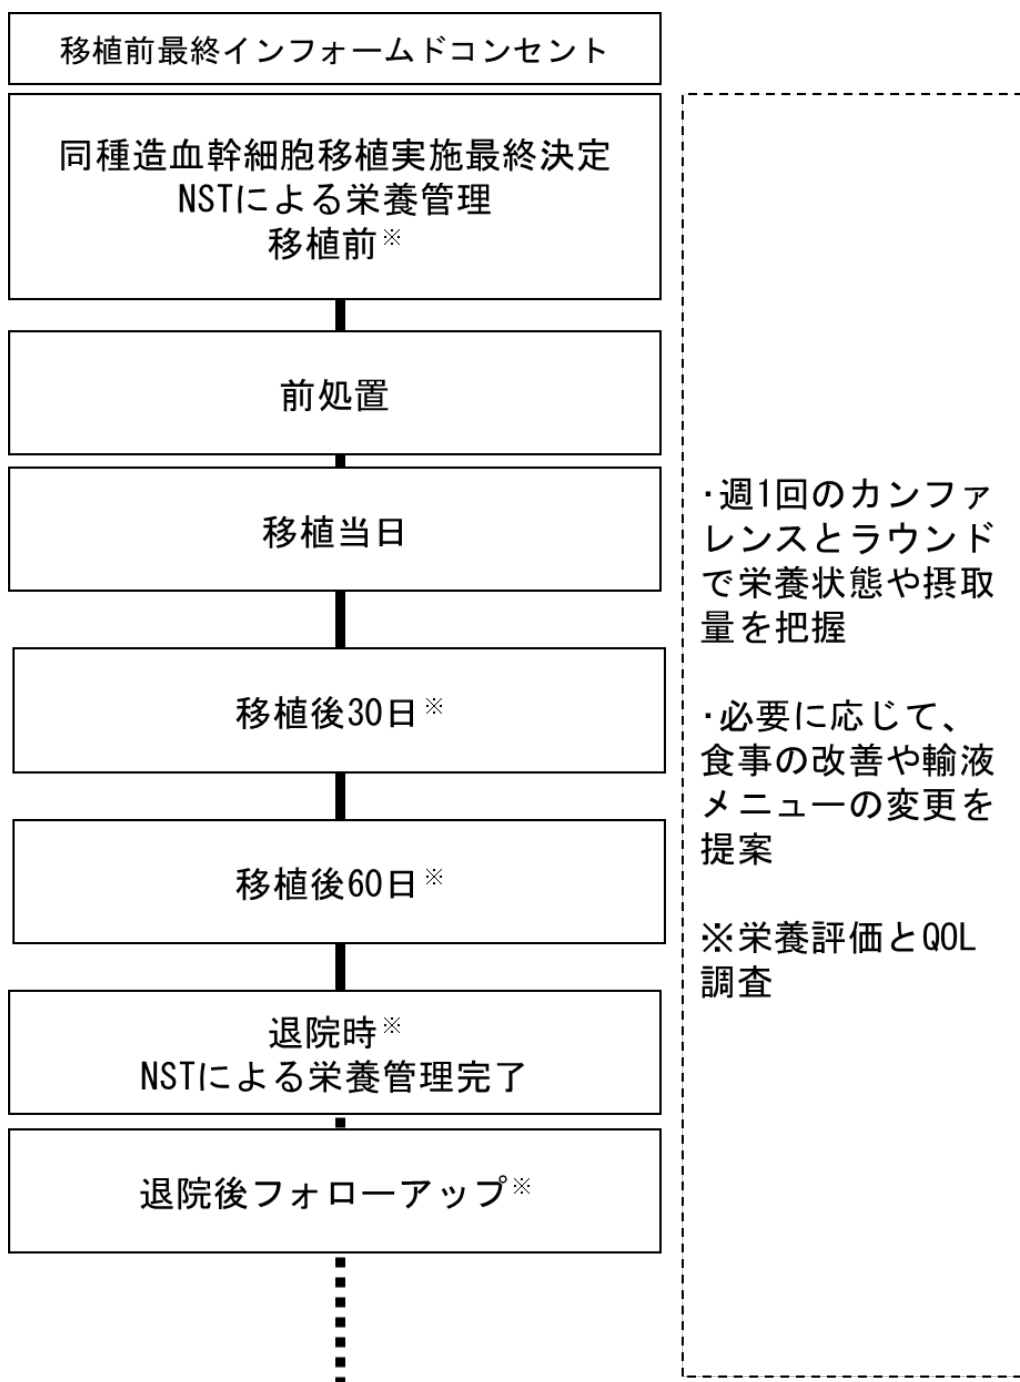 移植前最終インフォームドコンセント
同種造血幹細胞移植実施最終決定
NSTによる栄養管理
移植前※
前処置
移植当日
移植後30日※
移植後60日※
退院時※
NSTによる栄養管理完了
退院後フォローアップ※
・週1回のカンファ
レンスとラウンド
で栄養状態や摂取
量を把握
・必要に応じて、
食事の改善や輸液
メニューの変更を
提案
※栄養評価とQOL
調査